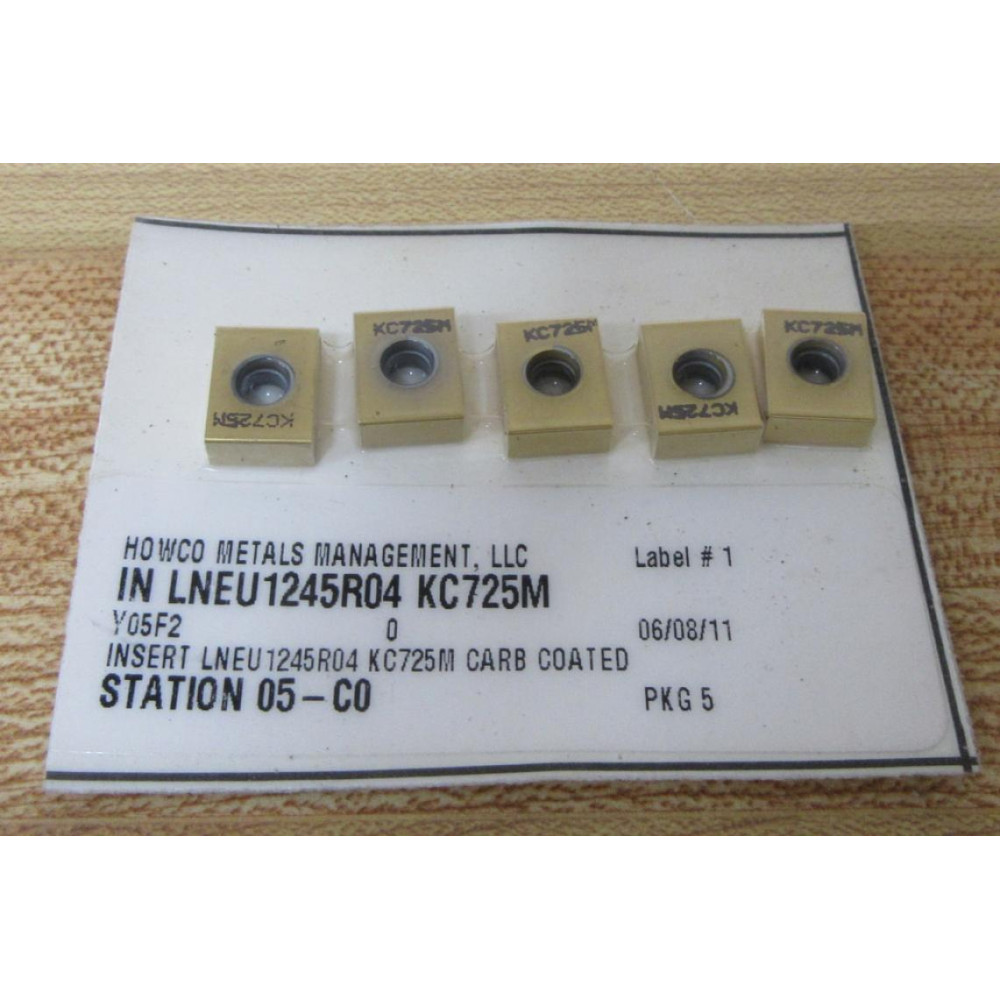 KC725M KC725M KC725M KC725M KC725M
HOWCO METALS MANAGEMENT, LLC Label # 1
IN LNEU1245R04 KC725M
Y05F2 0 06/08/11
INSERT LNEU1245R04 KC725M CARB COATED
STATION 05-C0 PKG 5